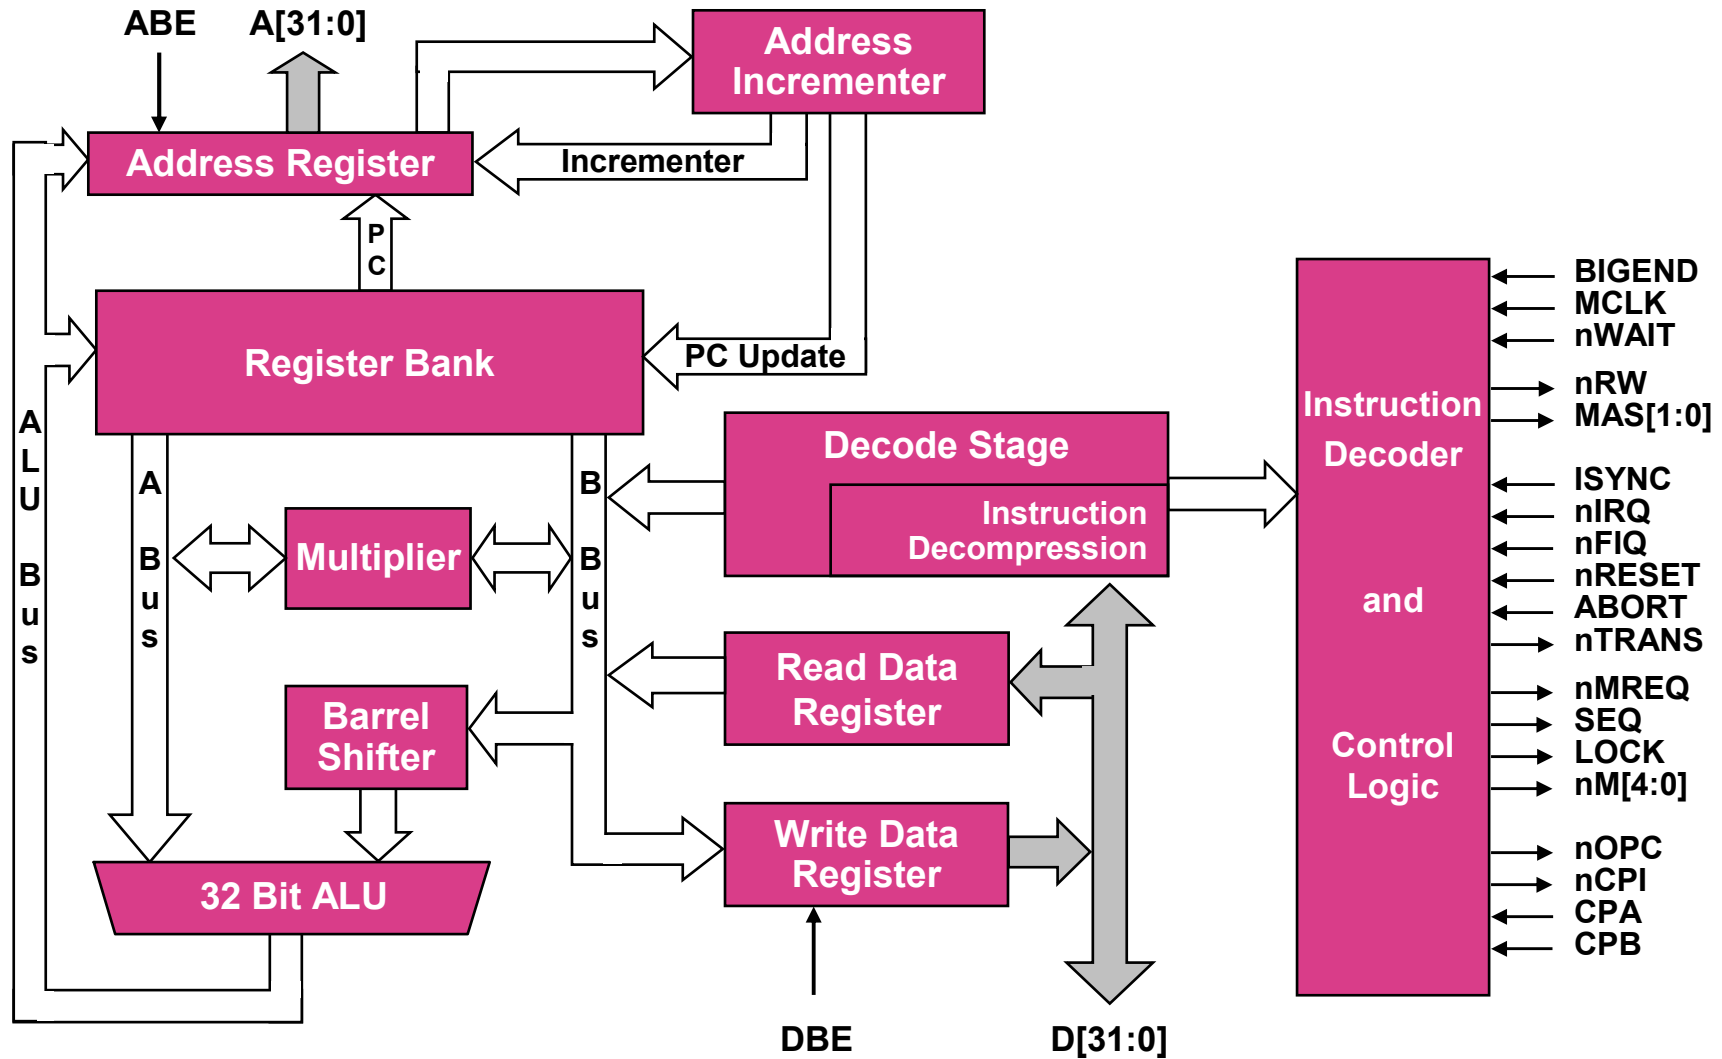 ABE
A[31:0]
Address
Incrementer
Address Register
Incrementer
P
C
Register Bank
PC Update
A
L
U
B
u
s
A
B
u
s
B
B
u
s
Decode Stage
Instruction
Decompression
Multiplier
Read Data
Register
Barrel
Shifter
Write Data
Register
32 Bit ALU
DBE
D[31:0]
Instruction
Decoder
and
Control
Logic
BIGEND
MCLK
nWAIT
nRW
MAS[1:0]
ISYNC
nIRQ
nFIQ
nRESET
ABORT
nTRANS
nMREQ
SEQ
LOCK
nM[4:0]
nOPC
nCPI
CPA
CPB